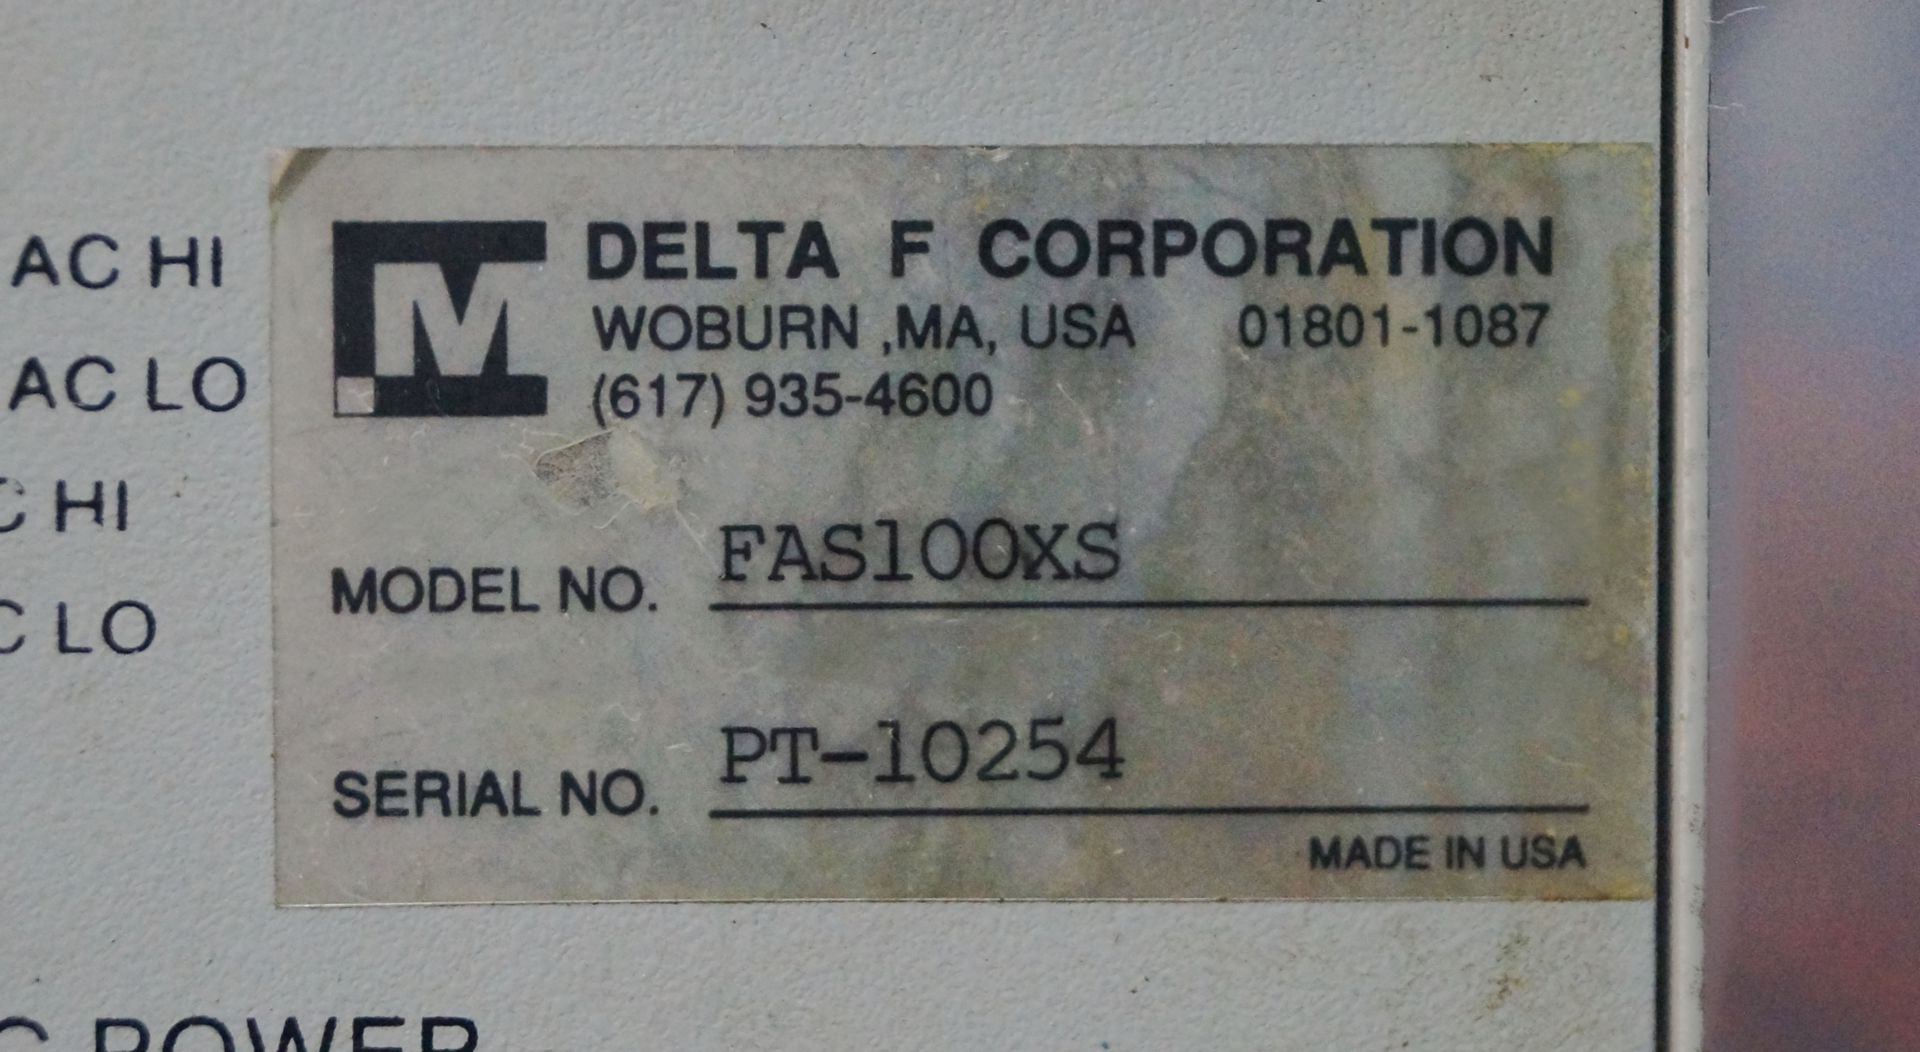 AC HI
AC LO
C HI
C LO
C POWER
M
DELTA F CORPORATION
WOBURN ,MA, USA 01801-1087
(617) 935-4600
MODEL NO. FAS100XS
SERIAL NO. PT-10254
MADE IN USA